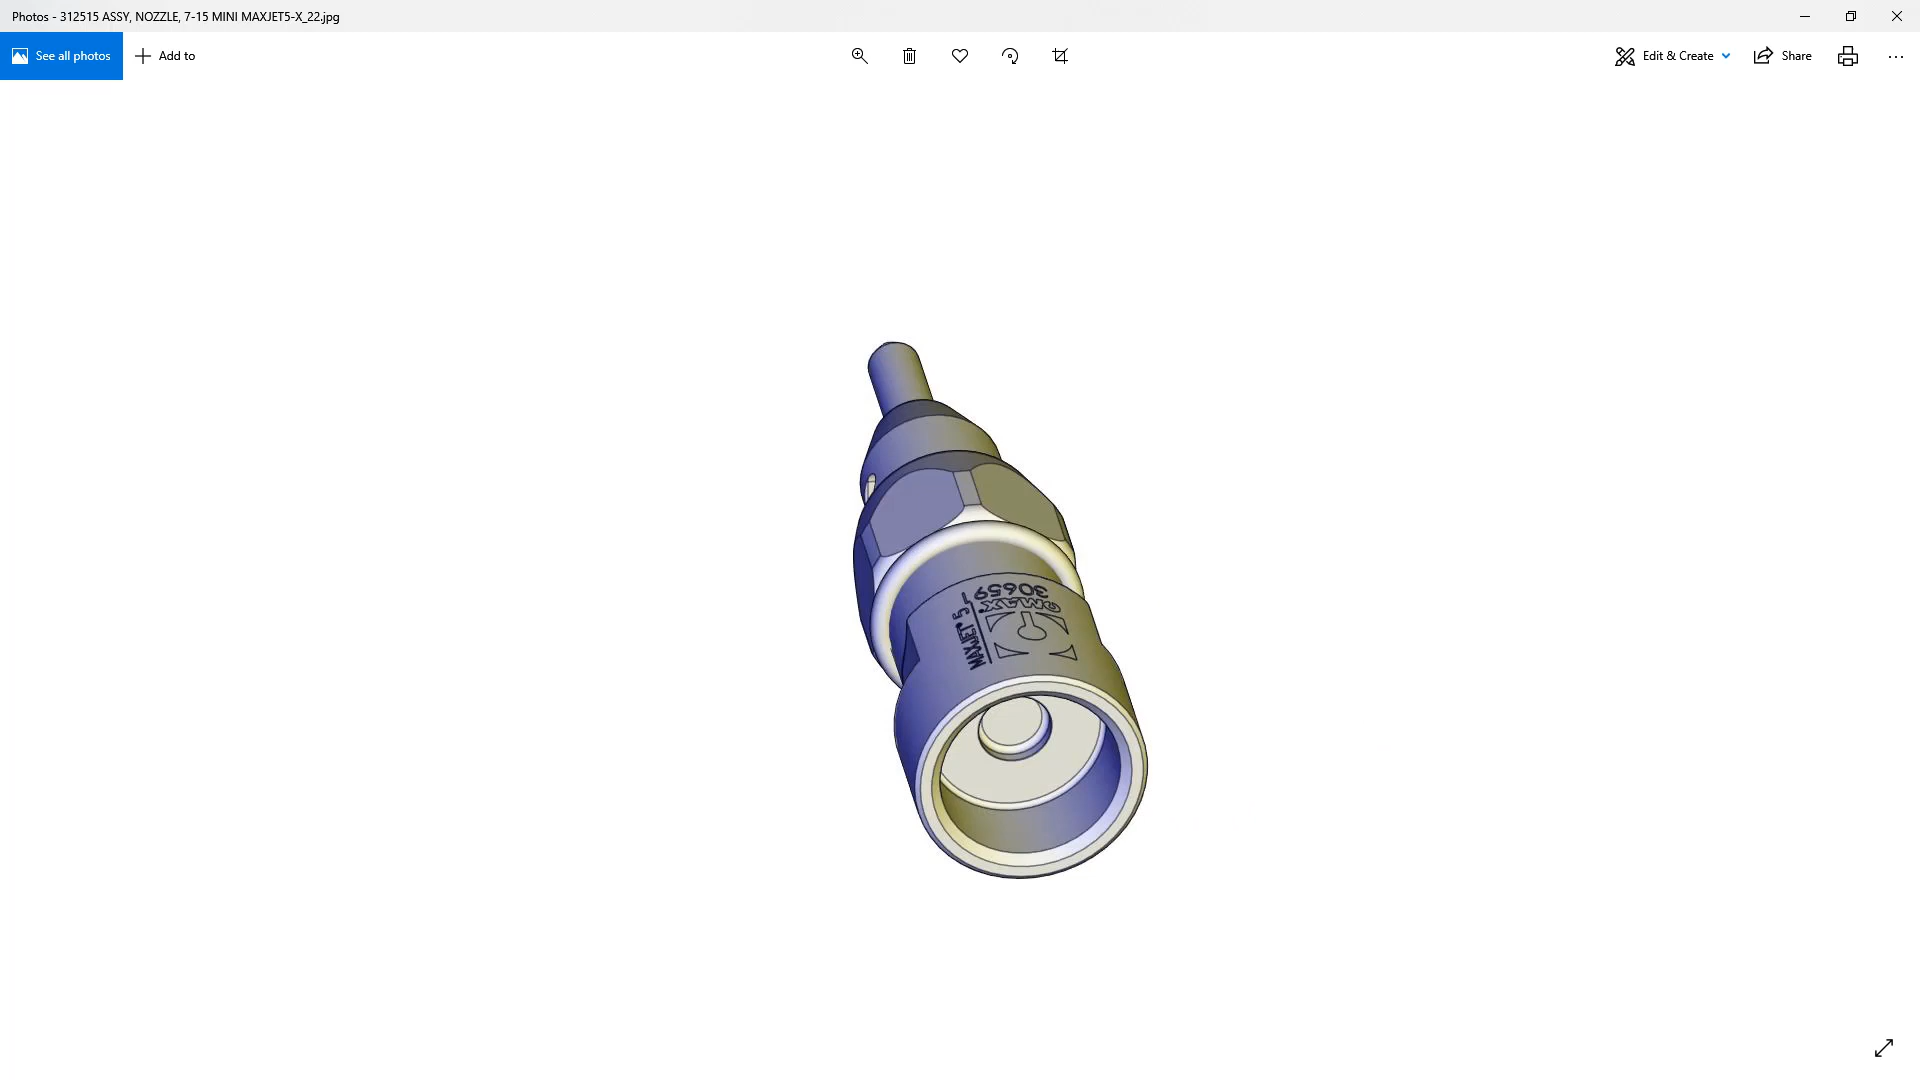 Photos - 312515 ASSY, NOZZLE, 7-15 MINI MAXJET5-X_22.jpg
See all photos
Add to
Edit & Create
Share
30659
OMAX
MAXJET 5